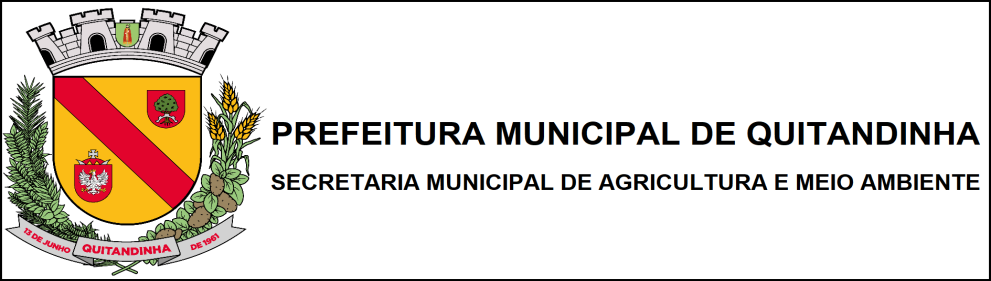 PREFEITURA MUNICIPAL DE QUITANDINHA
SECRETARIA MUNICIPAL DE AGRICULTURA E MEIO AMBIENTE
13 DE JUNHO QUITANDINHA DE 1961